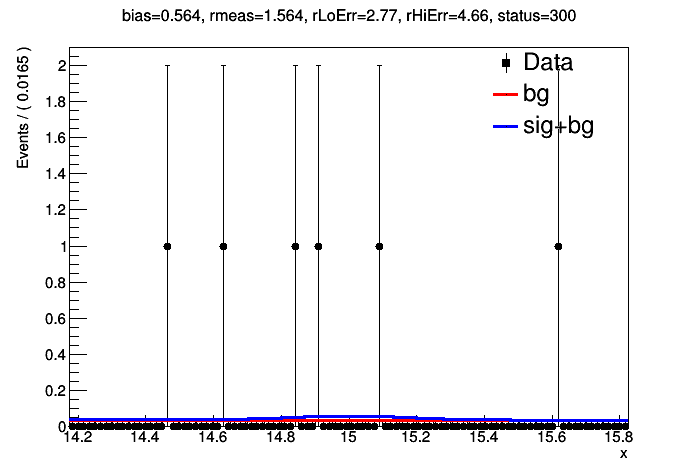 bias=0.564, rmeas=1.564, rLoErr=2.77, rHiErr=4.66, status=300
Events / ( 0.0165 )
2
1.8
1.6
1.4
1.2
1
0.8
0.6
0.4
0.2
0
Data
bg
sig+bg
14.2 14.4 14.6 14.8 15 15.2 15.4 15.6 15.8
x